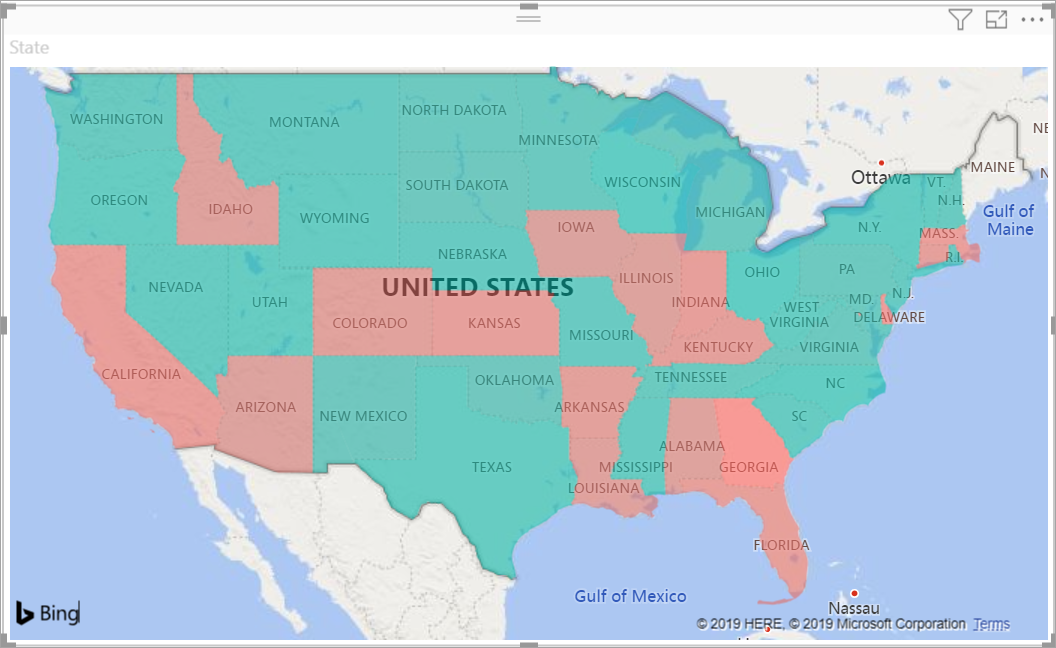 State
WASHINGTON
MONTANA
NORTH DAKOTA
MINNESOTA
OREGON
IDAHO
WYOMING
SOUTH DAKOTA
WISCONSIN
MICHIGAN
Ottawa
MAINE
VT.
N.H.
Gulf of
Maine
N.Y.
MASS.
R.I.
IOWA
NEBRASKA
NEVADA
UTAH
UNITED STATES
ILLINOIS
INDIANA
OHIO
PA
N.J.
MD.
DELAWARE
WEST
VIRGINIA
COLORADO
KANSAS
MISSOURI
KENTUCKY
VIRGINIA
CALIFORNIA
ARIZONA
NEW MEXICO
OKLAHOMA
ARKANSAS
TENNESSEE
NC
SC
TEXAS
MISSISSIPPI
ALABAMA
GEORGIA
LOUISIANA
FLORIDA
Gulf of Mexico
Nassau
Bing
© 2019 HERE, © 2019 Microsoft Corporation Terms